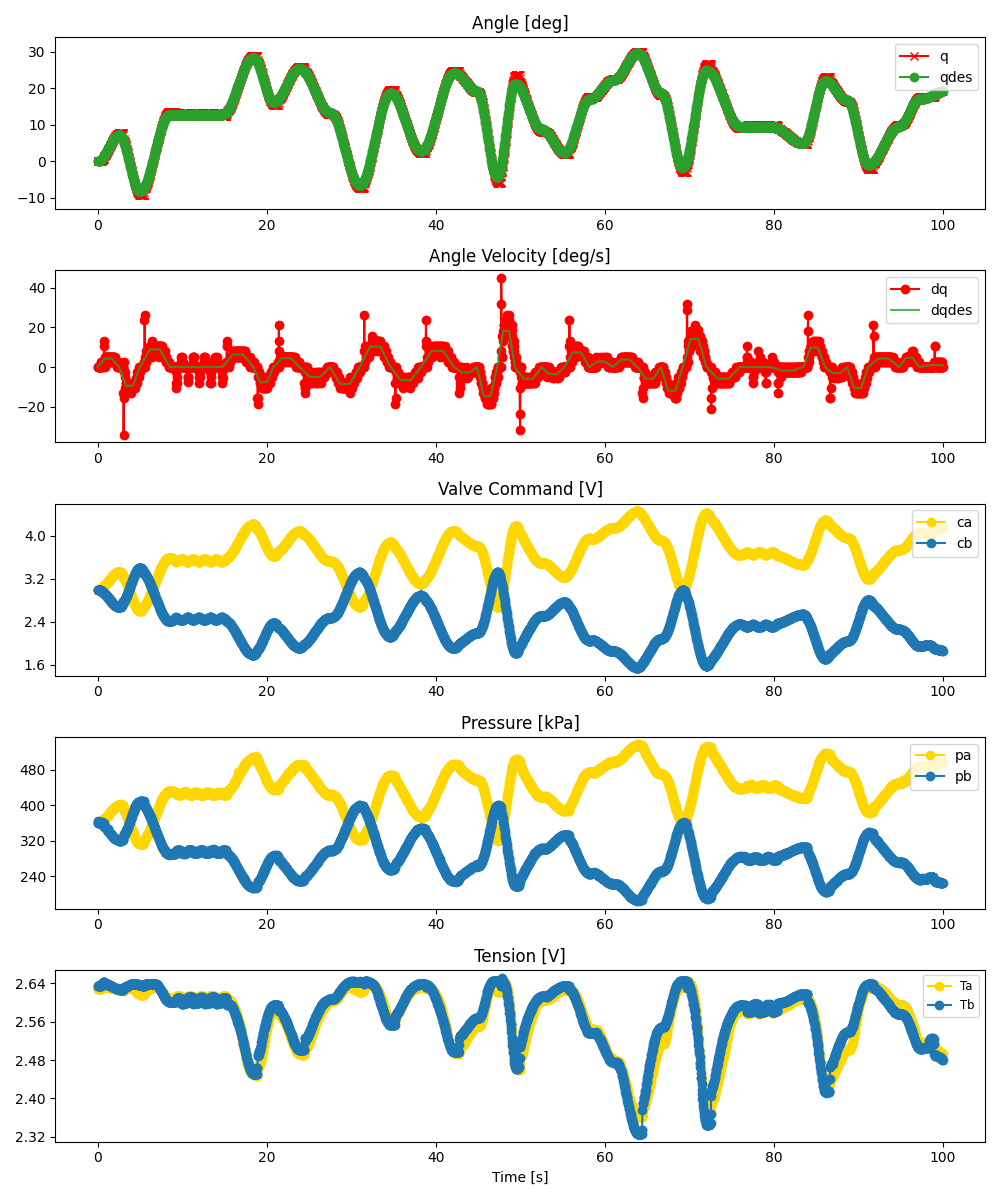 Angle [deg]
30
20
10
0
−10
q
qdes
0 20 40 60 80 100
Angle Velocity [deg/s]
40
20
0
−20
dq
dqdes
0 20 40 60 80 100
Valve Command [V]
4.0
3.2
2.4
1.6
ca
cb
0 20 40 60 80 100
Pressure [kPa]
480
400
320
240
pa
pb
0 20 40 60 80 100
Tension [V]
2.64
2.56
2.48
2.40
2.32
Ta
Tb
0 20 40 60 80 100
Time [s]